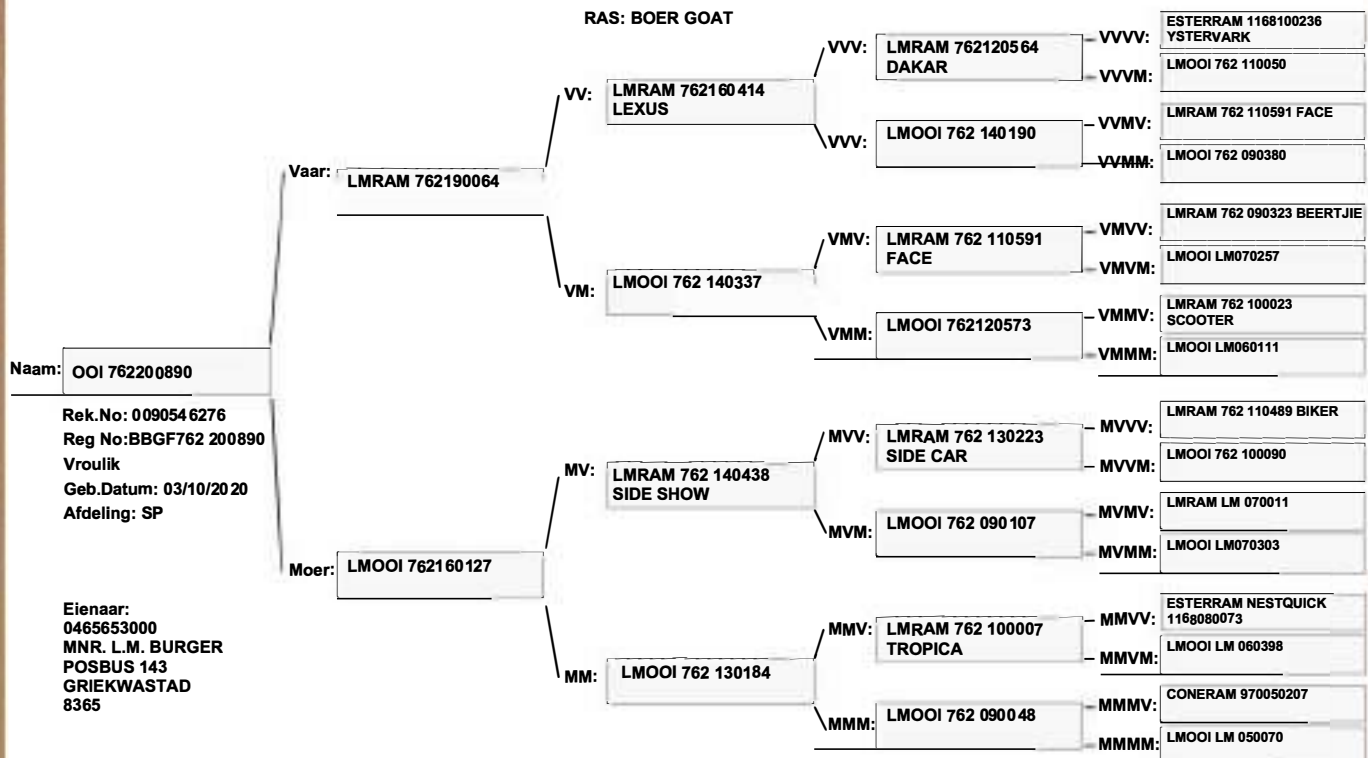 RAS: BOER GOAT
Naam: OOI 762200890
Rek.No: 0090546276
Reg No:BBGF762 200890
Vroulik
Geb.Datum: 03/10/2020
Afdeling: SP
Eienaar:
0465653000
MNR. L.M. BURGER
POSBUS 143
GRIEKWASTAD
8365
Vaar: LMRAM 762190064
Moer: LMOOI 762160127
VV: LMRAM 762160414
LEXUS
VM: LMOOI 762 140337
MV: LMRAM 762 140438
SIDE SHOW
MM: LMOOI 762 130184
VVV: LMRAM 762120564
DAKAR
VVV: LMOOI 762 140190
VMV: LMRAM 762 110591
FACE
VMM: LMOOI 762120573
MVV: LMRAM 762 130223
SIDE CAR
MVM: LMOOI 762 090107
MMV: LMRAM 762 100007
TROPICA
MMM: LMOOI 762 090048
VVVV: ESTERRAM 1168100236
YSTERVARK
VVVM: LMOOI 762 110050
VVMV: LMRAM 762 110591 FACE
VVMM: LMOOI 762 090380
VMVV: LMRAM 762 090323 BEERTJIE
VMVM: LMOOI LM070257
VMMV: LMRAM 762 100023
SCOOTER
VMMM: LMOOI LM060111
MVVV: LMRAM 762 110489 BIKER
MVVM: LMOOI 762 100090
MVMV: LMRAM LM 070011
MVMM: LMOOI LM070303
MMVV: ESTERRAM NESTQUICK
1168080073
MMVM: LMOOI LM 060398
MMMV: CONERAM 970050207
MMMM: LMOOI LM 050070